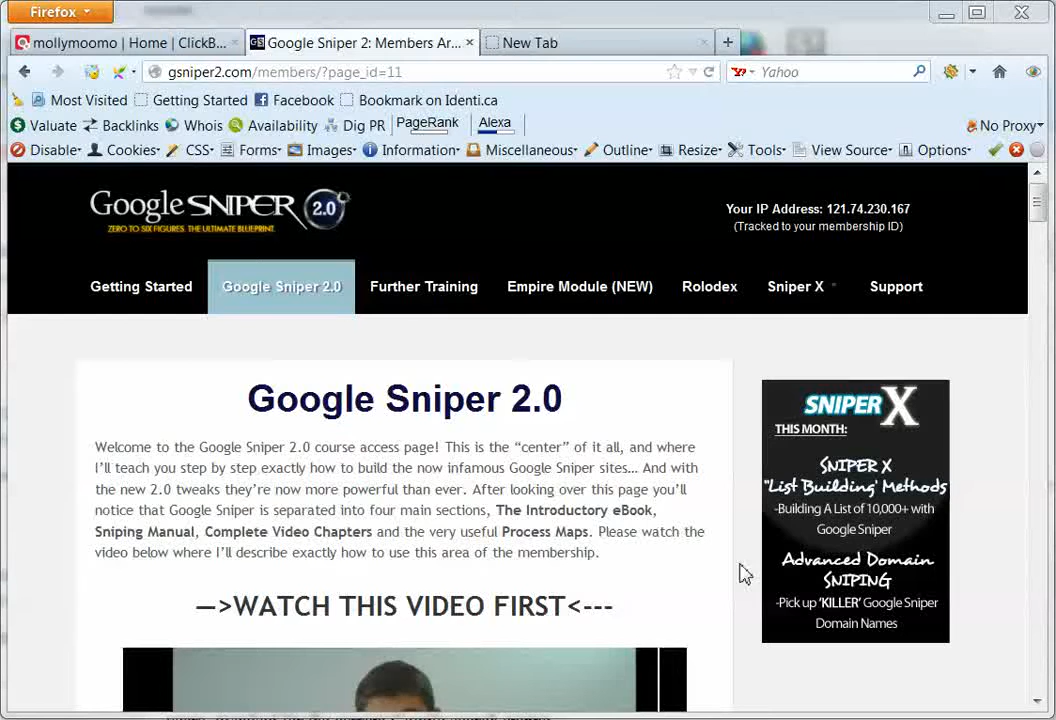 Firefox
mollymoomo | Home | ClickB...
Google Sniper 2: Members Ar...
New Tab
gsniper2.com/members/?page_id=11
Yahoo
Most Visited
Getting Started
Facebook
Bookmark on Identi.ca
Valuate
Backlinks
Whois
Availability
Dig PR
PageRank
Alexa
No Proxy
Disable
Cookies
CSS
Forms
Images
Information
Miscellaneous
Outline
Resize
Tools
View Source
Options
Google SNIPER 2.0
ZERO TO SIX FIGURES. THE ULTIMATE BLUEPRINT.
Your IP Address: 121.74.230.167
(Tracked to your membership ID)
Getting Started
Google Sniper 2.0
Further Training
Empire Module (NEW)
Rolodex
Sniper X
Support
Google Sniper 2.0
Welcome to the Google Sniper 2.0 course access page! This is the “center” of it all, and where
I’ll teach you step by step exactly how to build the now infamous Google Sniper sites… And with
the new 2.0 tweaks they’re now more powerful than ever. After looking over this page you’ll
notice that Google Sniper is separated into four main sections, The Introductory eBook,
Sniping Manual, Complete Video Chapters and the very useful Process Maps. Please watch the
video below where I’ll describe exactly how to use this area of the membership.
—>WATCH THIS VIDEO FIRST<---
SNIPER X
THIS MONTH:
SNIPER X
"List Building' Methods
-Building A List of 10,000+ with
Google Sniper
Advanced Domain
SNIPING
-Pick up 'KILLER' Google Sniper
Domain Names